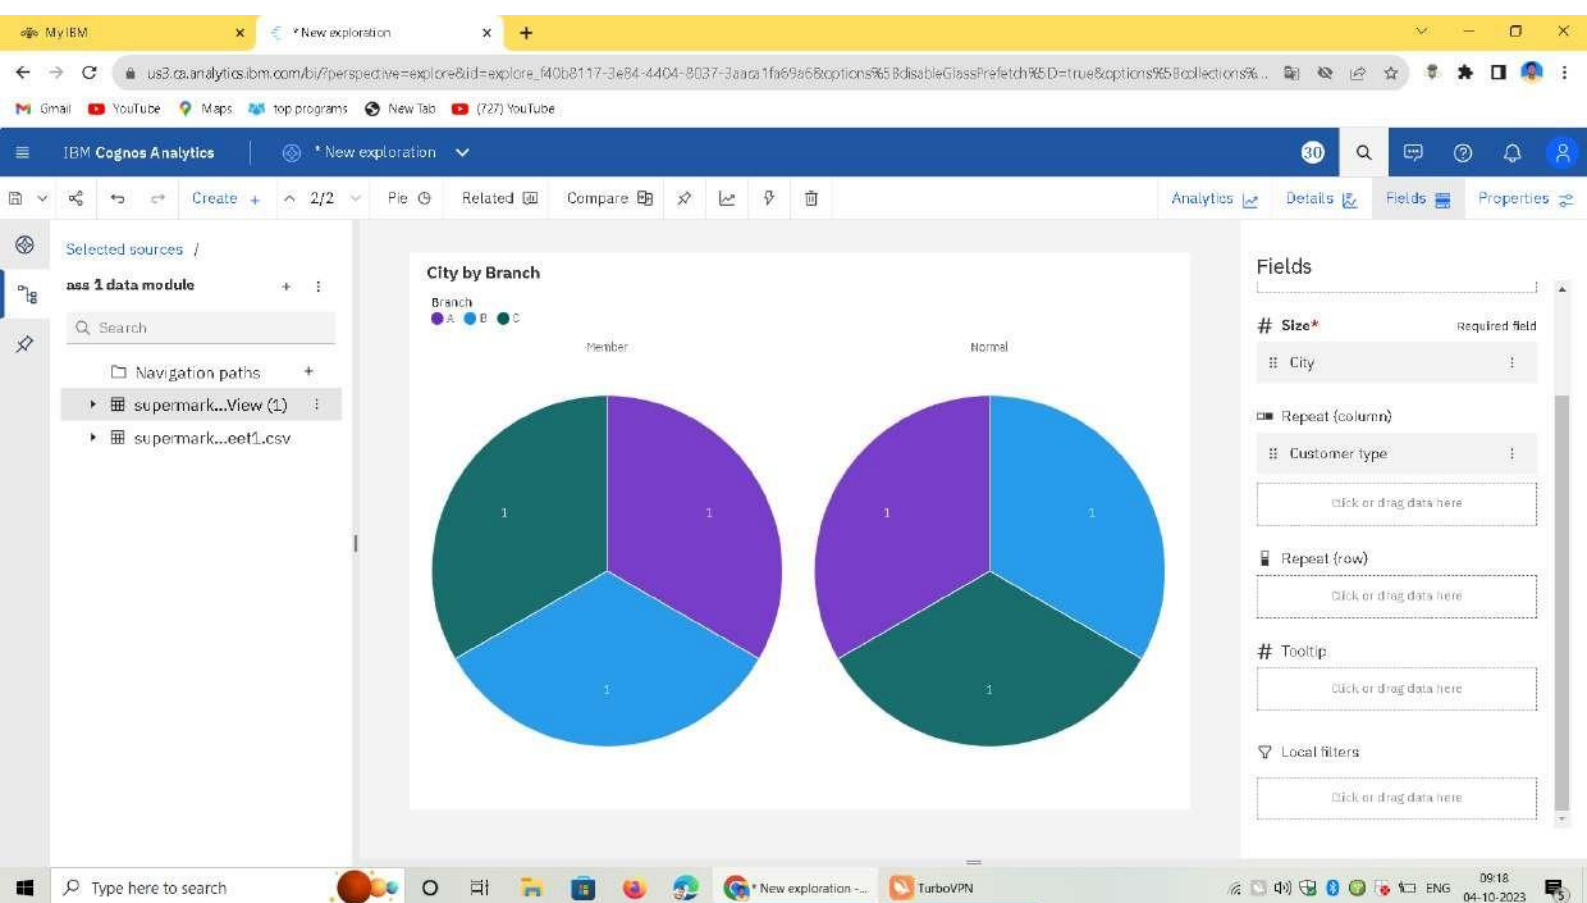 MyIBM
* New exploration
us3.ca.analytics.ibm.com/bi/?perspective=explore&id=explore_f40b8117-3e84-4404-8037-3aaca1fa69a6&options%5BdisableGlassPrefetch%5D=true&options%5Bcollections%...
Gmail YouTube Maps top programs New Tab (727) YouTube
IBM Cognos Analytics * New exploration 30
Create + 2/2 Pie Related Compare Analytics Details Fields Properties
Selected sources /
ass 1 data module
Search
Navigation paths
supermark...View (1)
supermark...eet1.csv
City by Branch
Branch
A B C
Member Normal
1 1 1 1
1 1
Fields
# Size* Required field
City
Repeat (column)
Customer type
Click or drag data here
Repeat (row)
Click or drag data here
# Tooltip
Click or drag data here
Local filters
Click or drag data here
Type here to search
* New exploration -...
TurboVPN
ENG
09:18
04-10-2023
5